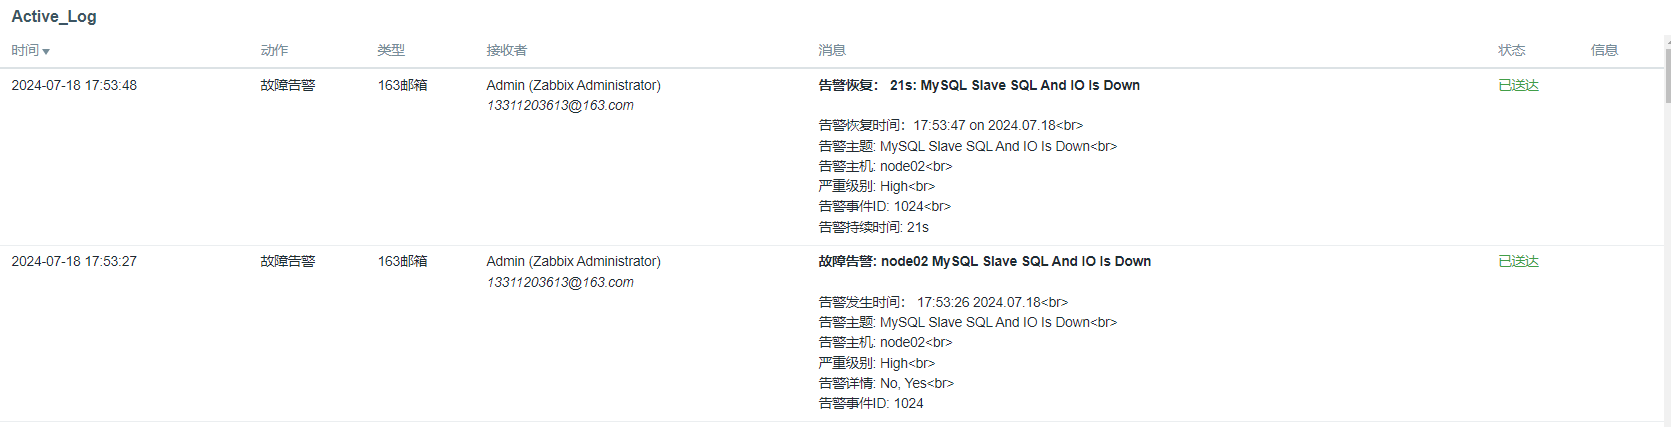 Active_Log
时间 动作 类型 接收者 消息 状态 信息
2024-07-18 17:53:48 故障告警 163邮箱 Admin (Zabbix Administrator) 告警恢复： 21s: MySQL Slave SQL And IO Is Down 已送达
13311203613@163.com
告警恢复时间：17:53:47 on 2024.07.18<br>
告警主题: MySQL Slave SQL And IO Is Down<br>
告警主机: node02<br>
严重级别: High<br>
告警事件ID: 1024<br>
告警持续时间: 21s
2024-07-18 17:53:27 故障告警 163邮箱 Admin (Zabbix Administrator) 故障告警: node02 MySQL Slave SQL And IO Is Down 已送达
13311203613@163.com
告警发生时间： 17:53:26 2024.07.18<br>
告警主题: MySQL Slave SQL And IO Is Down<br>
告警主机: node02<br>
严重级别: High<br>
告警详情: No, Yes<br>
告警事件ID: 1024